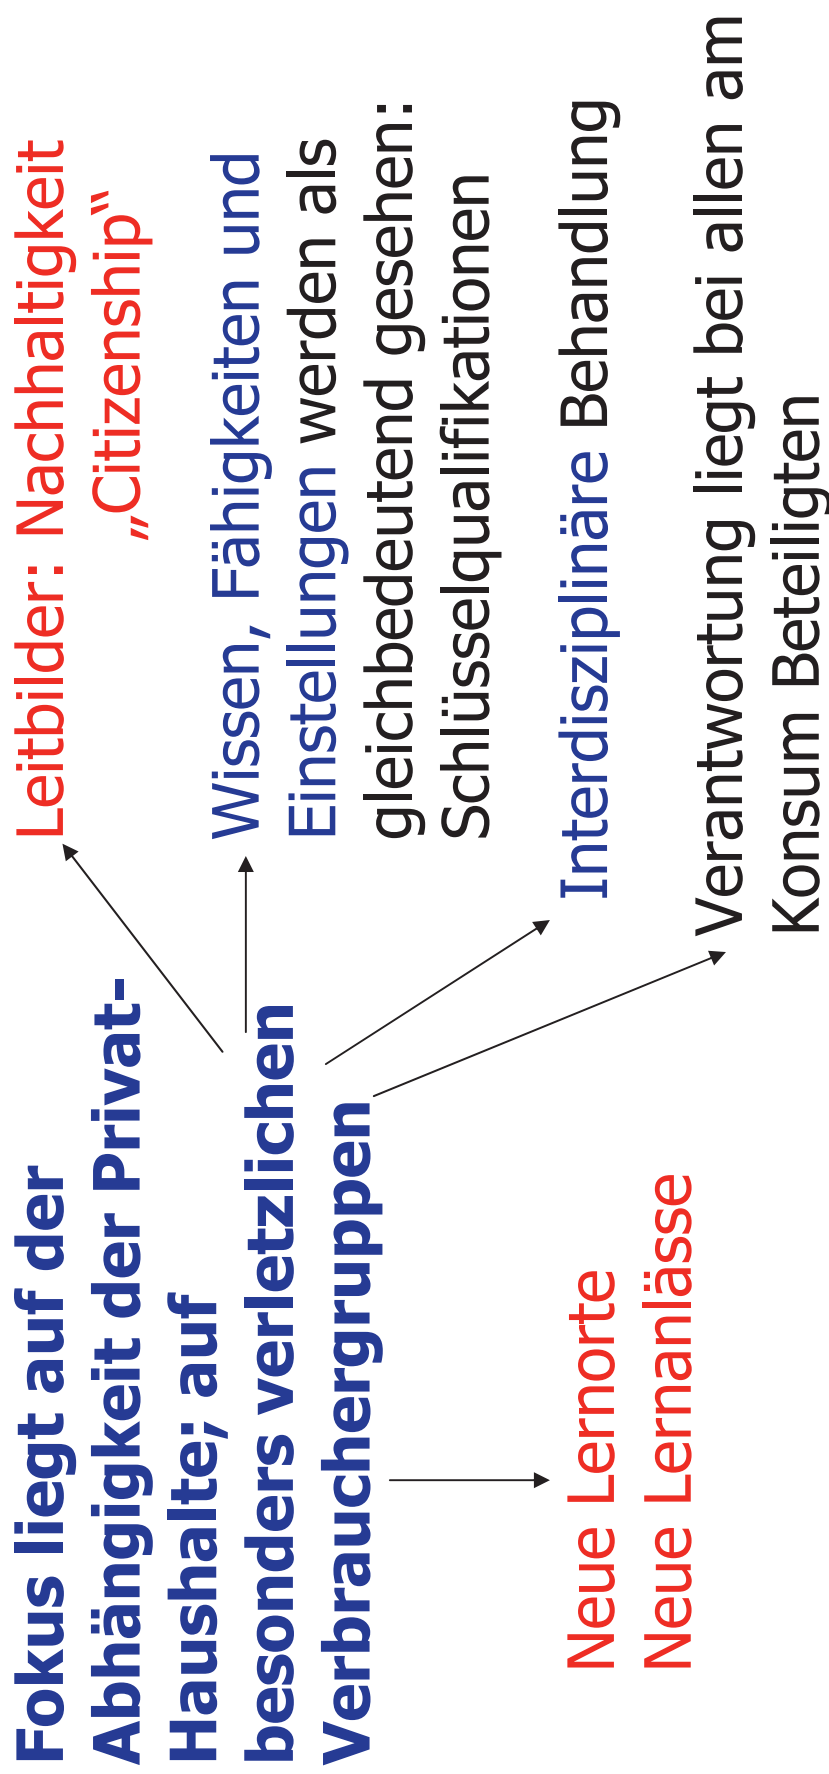 Fokus liegt auf der
Abhängigkeit der Privat-
Haushalte; auf
besonders verletzlichen
Verbrauchergruppen
Leitbilder: Nachhaltigkeit
„Citizenship“
Wissen, Fähigkeiten und
Einstellungen werden als
gleichbedeutend gesehen:
Schlüsselqualifikationen
Interdisziplinäre Behandlung
Verantwortung liegt bei allen am
Konsum Beteiligten
Neue Lernorte
Neue Lernanlässe